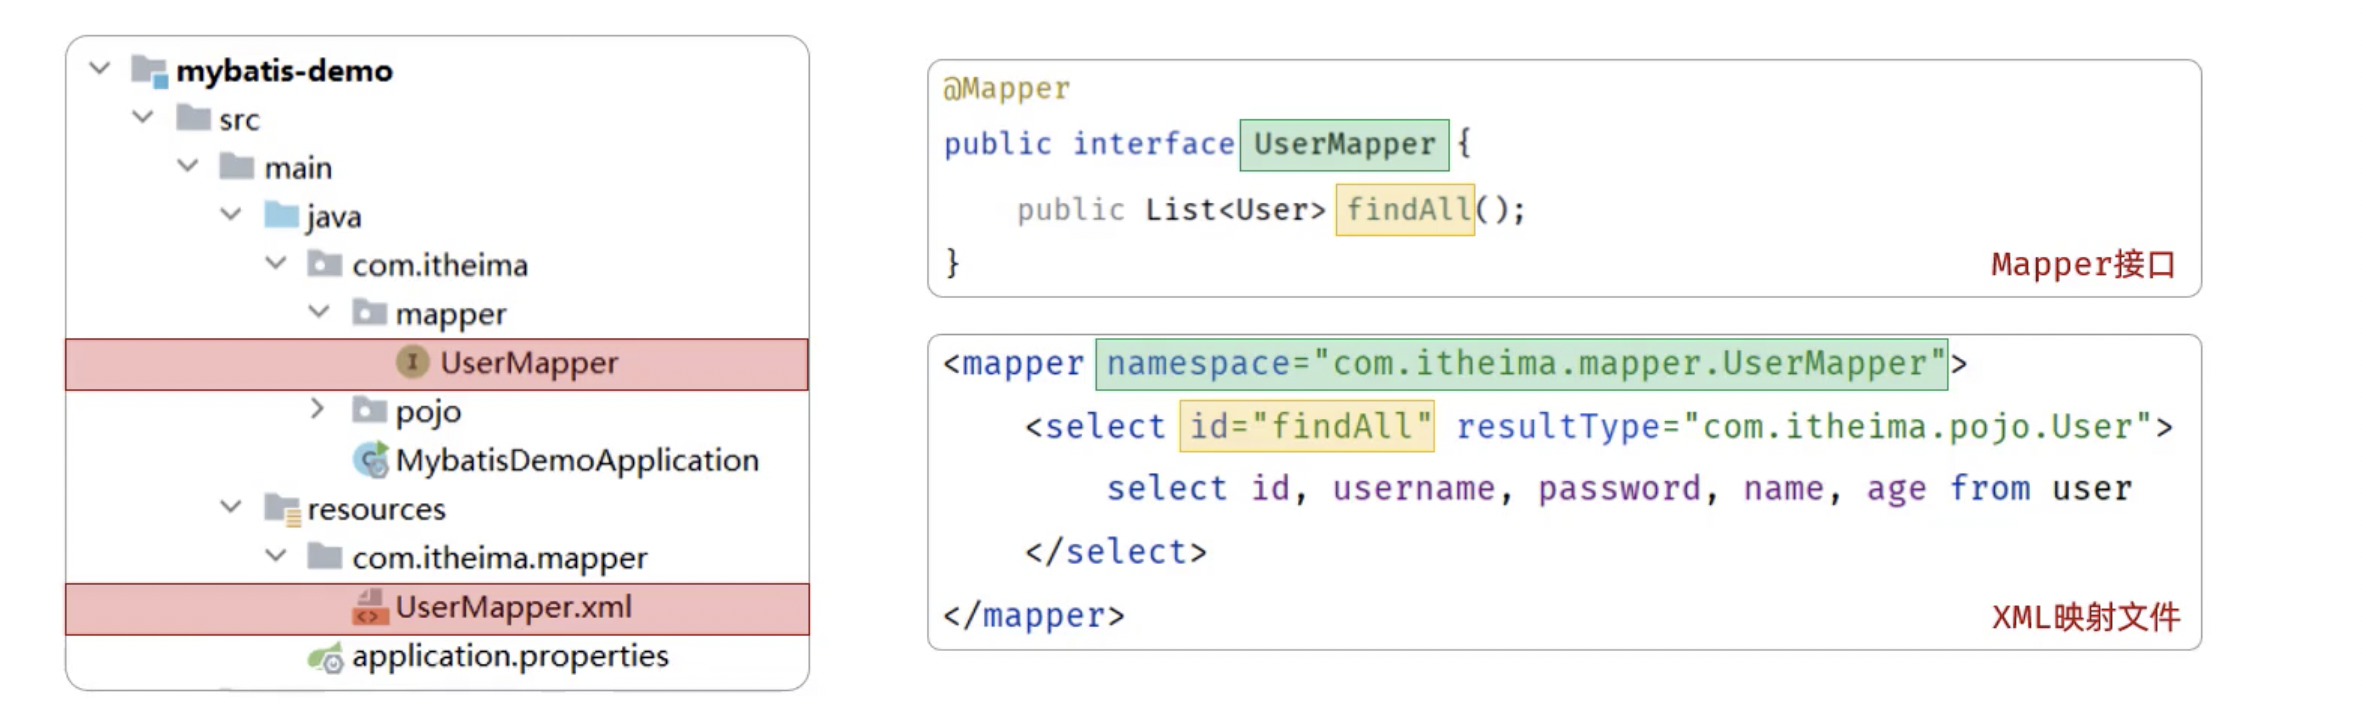 mybatis-demo
src
main
java
com.itheima
mapper
UserMapper
pojo
MybatisDemoApplication
resources
com.itheima.mapper
UserMapper.xml
application.properties
@Mapper
public interface UserMapper {
public List<User> findAll();
}
Mapper接口
<mapper namespace="com.itheima.mapper.UserMapper">
<select id="findAll" resultType="com.itheima.pojo.User">
select id, username, password, name, age from user
</select>
</mapper>
XML映射文件